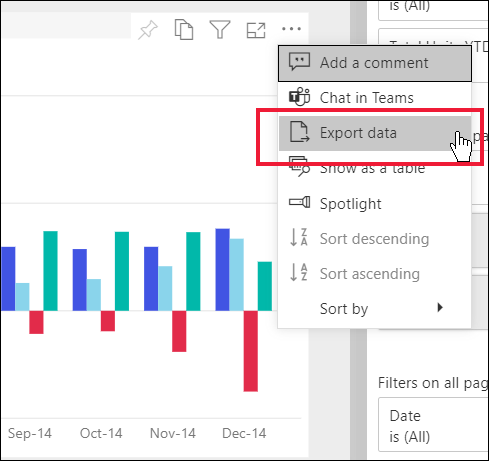 is (All)
Total Units YTD
Add a comment
Chat in Teams
Export data
pa
Show as a table
Spotlight
Sort descending
Sort ascending
Sort by
Filters on all pag
Date
is (All)
Sep-14
Oct-14
Nov-14
Dec-14